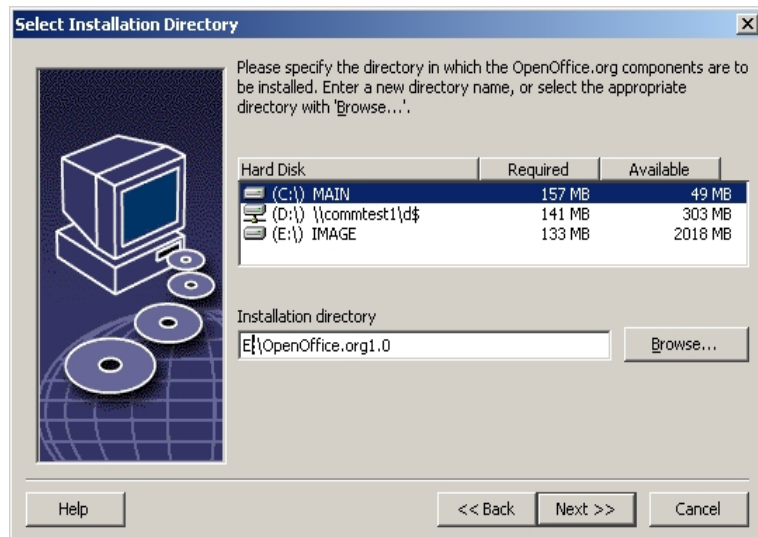 Select Installation Directory
Please specify the directory in which the OpenOffice.org components are to
be installed. Enter a new directory name, or select the appropriate
directory with 'Browse...'.
Hard Disk Required Available
(C:\) MAIN 157 MB 49 MB
(D:\) \\commtest1\d$ 141 MB 303 MB
(E:\) IMAGE 133 MB 2018 MB
Installation directory
E:\OpenOffice.org1.0 Browse...
Help << Back Next >> Cancel